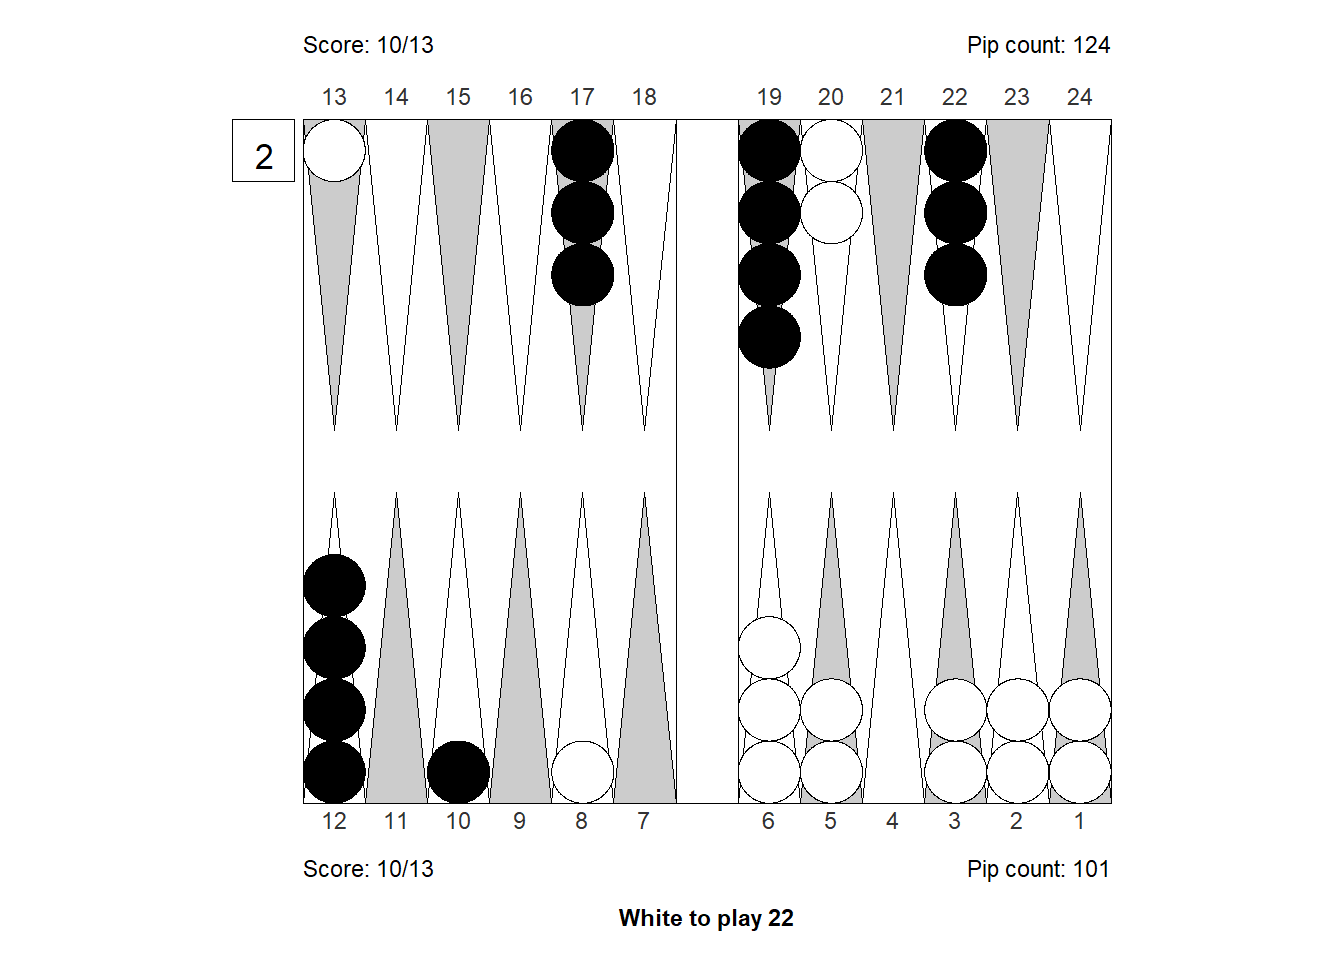 Score: 10/13 Pip count: 124
13 14 15 16 17 18 19 20 21 22 23 24
2
12 11 10 9 8 7 6 5 4 3 2 1
Score: 10/13 Pip count: 101
White to play 22